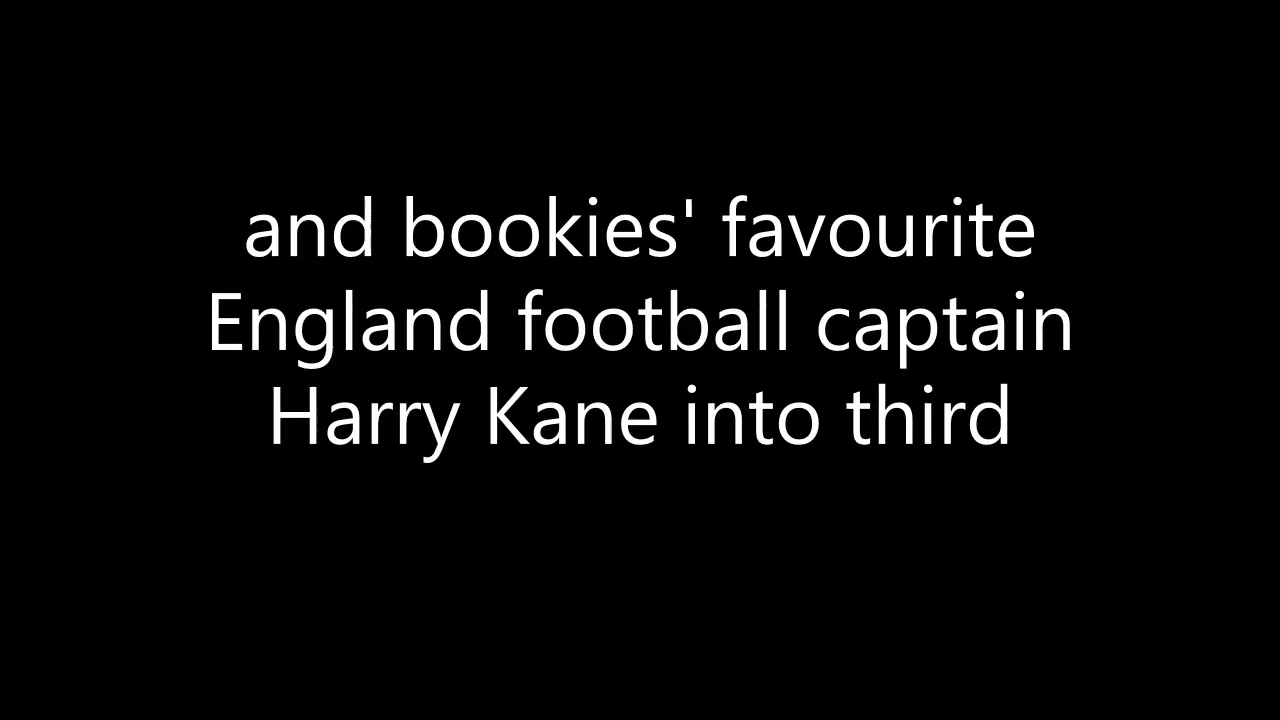 and bookies' favourite
England football captain
Harry Kane into third